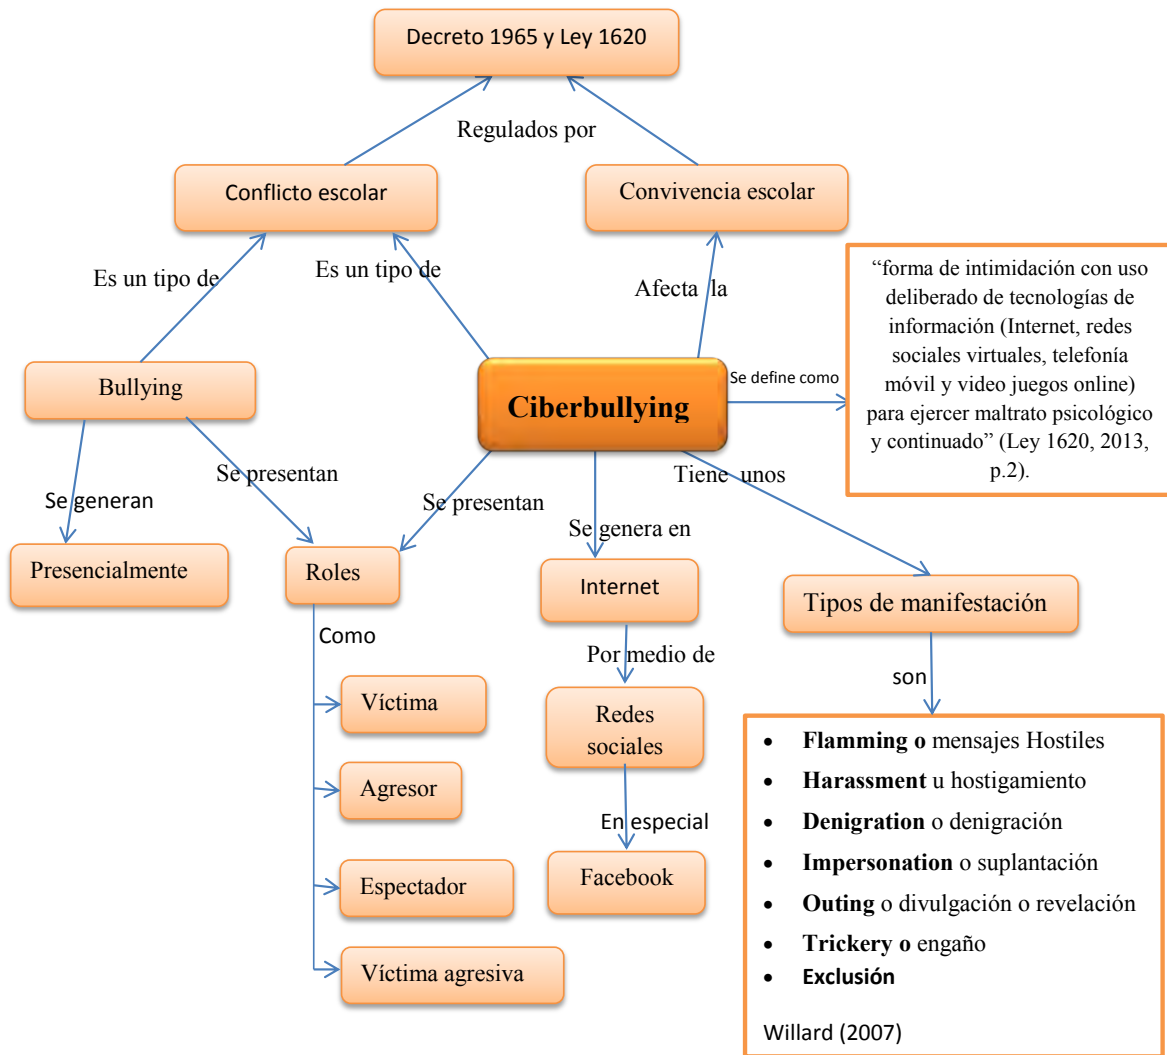 Decreto 1965 y Ley 1620
Regulados por
Conflicto escolar
Convivencia escolar
Es un tipo de
Es un tipo de
Afecta la
“forma de intimidación con uso
deliberado de tecnologías de
información (Internet, redes
sociales virtuales, telefonía
móvil y video juegos online)
para ejercer maltrato psicológico
y continuado” (Ley 1620, 2013,
p.2).
Bullying
Ciberbullying
Se define como
Se generan
Se presentan
Se presentan
Se genera en
Tiene unos
Presencialmente
Roles
Internet
Tipos de manifestación
Como
Por medio de
son
Víctima
Agresor
Espectador
Víctima agresiva
Redes
sociales
En especial
Facebook
• Flamming o mensajes Hostiles
• Harassment u hostigamiento
• Denigration o denigración
• Impersonation o suplantación
• Outing o divulgación o revelación
• Trickery o engaño
• Exclusión
Willard (2007)